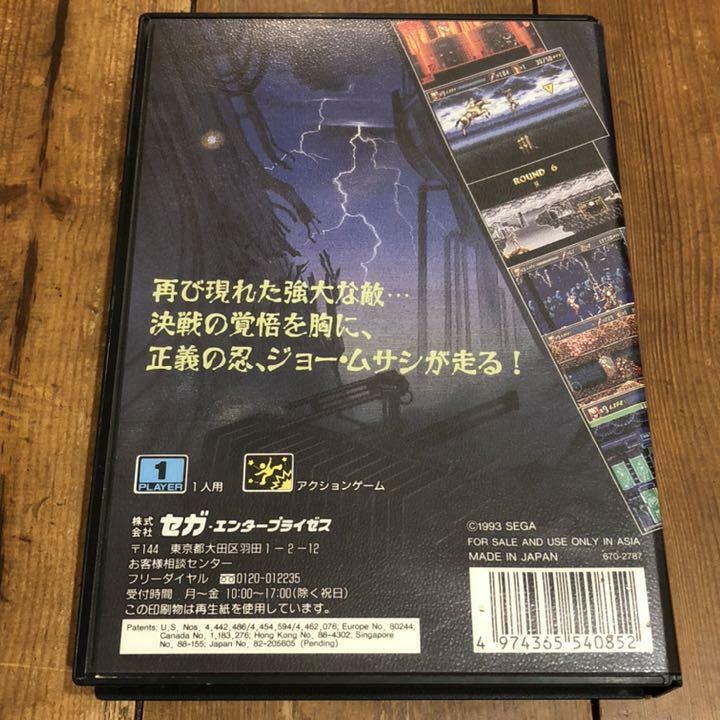 ROUND 6
再び現れた強大な敵…
決戦の覚悟を胸に、
正義の忍、ジョー・ムサシが走る！
1
PLAYER
1人用
アクションゲーム
株式会社 セガ・エンタープライゼス
〒144 東京都大田区羽田1-2-12
お客様相談センター
フリーダイヤル 0120-012235
受付時間 月〜金 10:00〜17:00(除く祝日)
この印刷物は再生紙を使用しています。
Patents: U.S. Nos. 4,442,486/4,454,594/4,462,076; Europe No. 80244;
Canada No. 1,183,276; Hong Kong No. 88-4302; Singapore
No. 88-155; Japan No. 82-205605 (Pending)
©1993 SEGA
FOR SALE AND USE ONLY IN ASIA
MADE IN JAPAN 670-2787
4 974365 540852